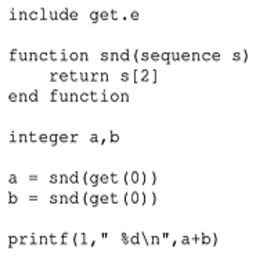 include get.e

function snd(sequence s)
    return s[2]
end function

integer a,b

a = snd(get(0))
b = snd(get(0))

printf(1," %d\n",a+b)